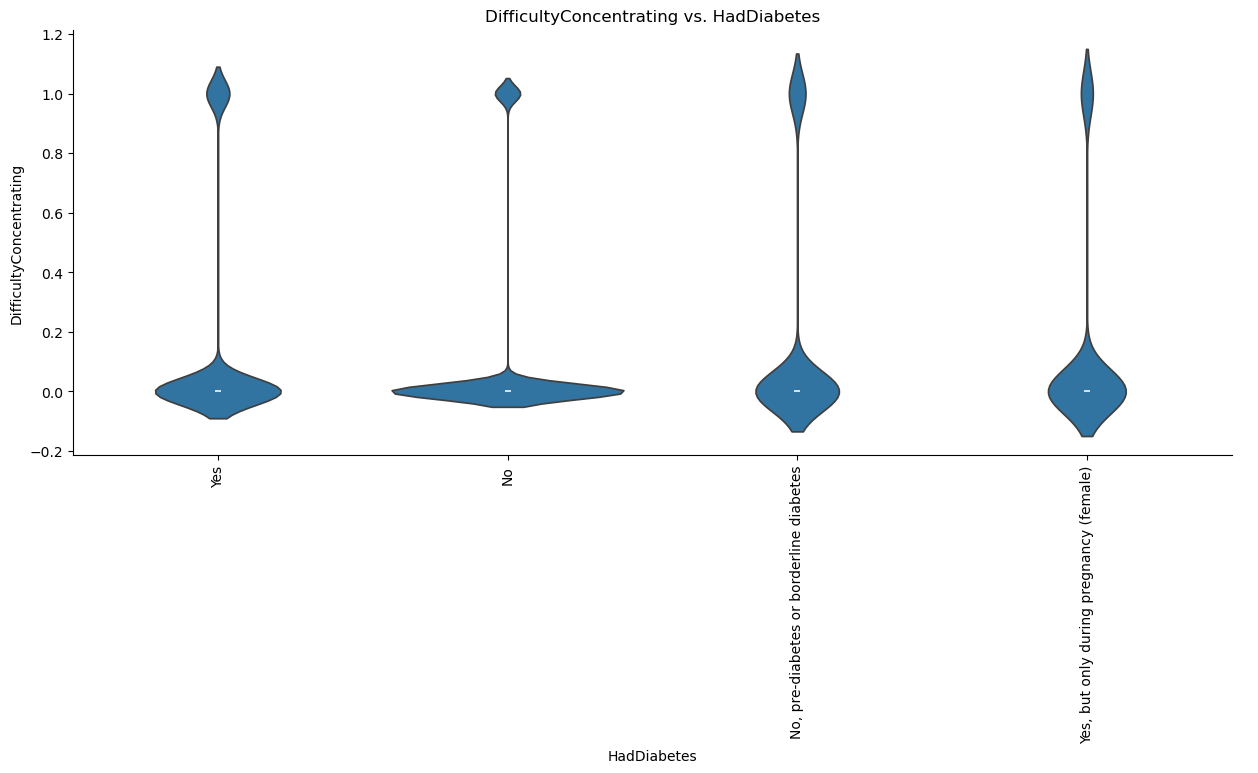 DifficultyConcentrating vs. HadDiabetes
1.2
1.0
0.8
0.6
0.4
0.2
0.0
−0.2
DifficultyConcentrating
Yes
No
No, pre-diabetes or borderline diabetes
Yes, but only during pregnancy (female)
HadDiabetes